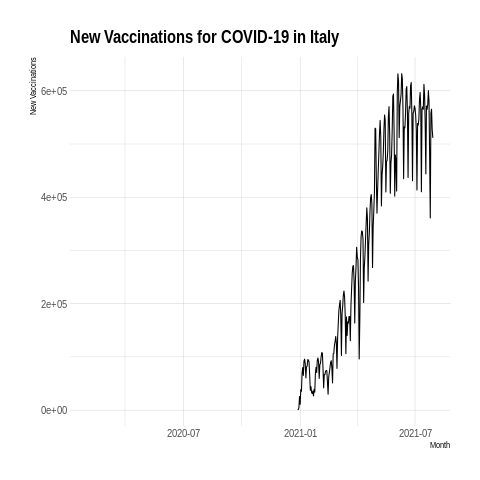 New Vaccinations for COVID-19 in Italy
New Vaccinations
6e+05
4e+05
2e+05
0e+00
2020-07 2021-01 2021-07
Month